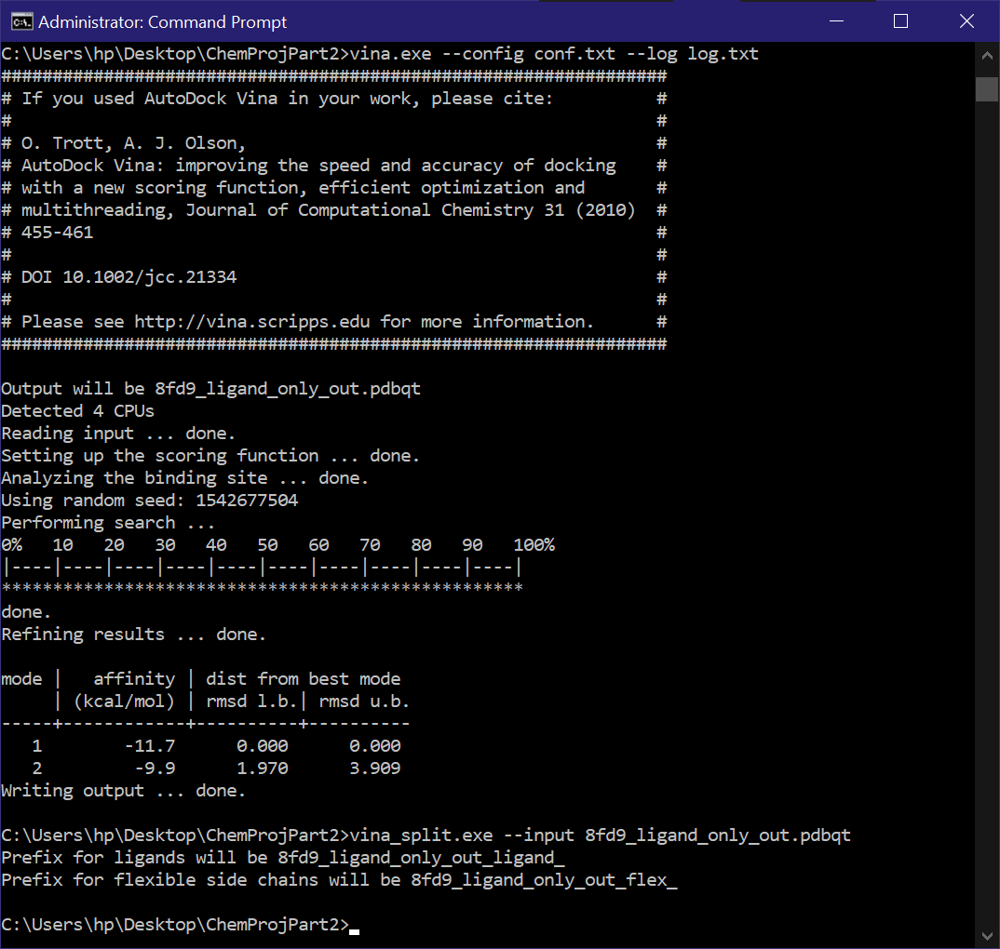 Administrator: Command Prompt
C:\Users\hp\Desktop\ChemProjPart2>vina.exe --config conf.txt --log log.txt
#################################################################
# If you used AutoDock Vina in your work, please cite:          #
#                                                               #
# O. Trott, A. J. Olson,                                        #
# AutoDock Vina: improving the speed and accuracy of docking    #
# with a new scoring function, efficient optimization and       #
# multithreading, Journal of Computational Chemistry 31 (2010)  #
# 455-461                                                       #
#                                                               #
# DOI 10.1002/jcc.21334                                         #
#                                                               #
# Please see http://vina.scripps.edu for more information.      #
#################################################################
Output will be 8fd9_ligand_only_out.pdbqt
Detected 4 CPUs
Reading input ... done.
Setting up the scoring function ... done.
Analyzing the binding site ... done.
Using random seed: 1542677504
Performing search ...
0%   10   20   30   40   50   60   70   80   90   100%
|----|----|----|----|----|----|----|----|----|----|
***************************************************
done.
Refining results ... done.
mode |   affinity | dist from best mode
     | (kcal/mol) | rmsd l.b.| rmsd u.b.
-----+------------+----------+----------
   1        -11.7      0.000      0.000
   2         -9.9      1.970      3.909
Writing output ... done.
C:\Users\hp\Desktop\ChemProjPart2>vina_split.exe --input 8fd9_ligand_only_out.pdbqt
Prefix for ligands will be 8fd9_ligand_only_out_ligand_
Prefix for flexible side chains will be 8fd9_ligand_only_out_flex_
C:\Users\hp\Desktop\ChemProjPart2>